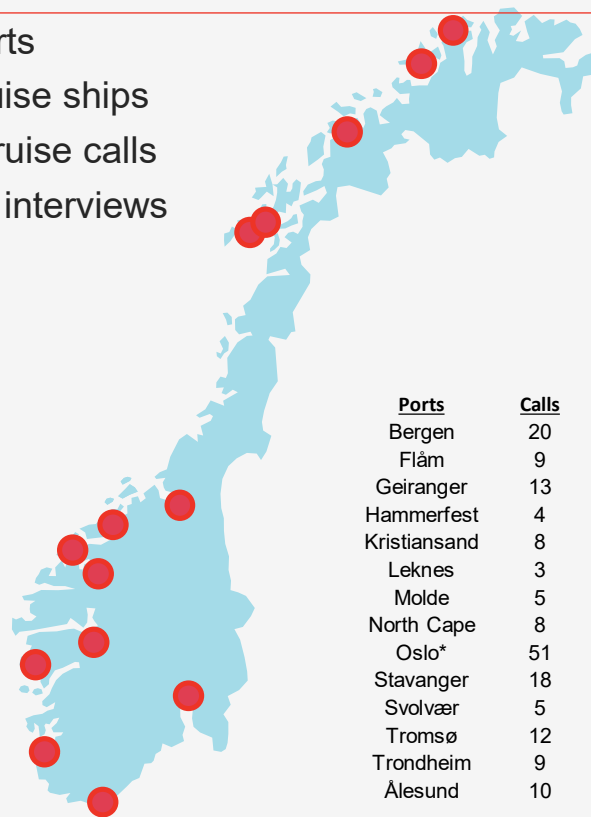 rts
uise ships
ruise calls
interviews
Ports Calls
Bergen 20
Flåm 9
Geiranger 13
Hammerfest 4
Kristiansand 8
Leknes 3
Molde 5
North Cape 8
Oslo* 51
Stavanger 18
Svolvær 5
Tromsø 12
Trondheim 9
Ålesund 10